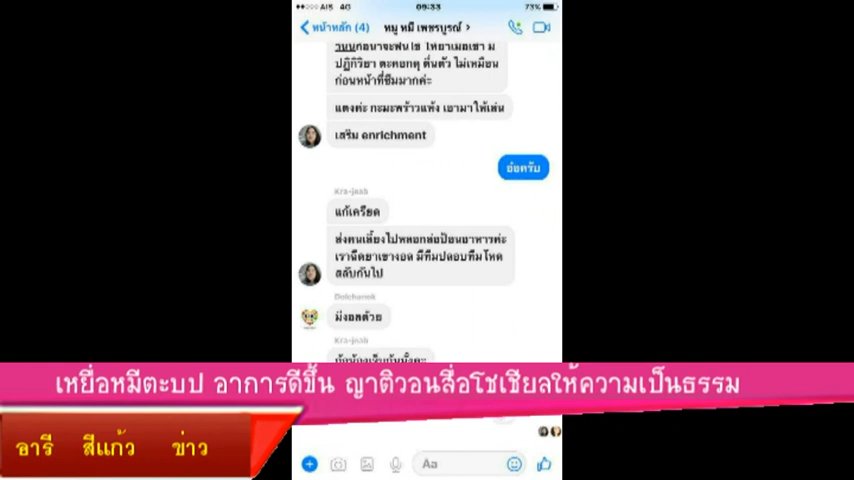 AIS 4G 09:33 73%
หน้าหลัก (4) หมู หมี เพชรบูรณ์ >
ปฏิกิริยา ตะคอกดุ ตื่นตัว ไม่เหมือน
ก่อนหน้าที่ซึมมากค่ะ
แตงค่ะ กะมะพร้าวแห้ง เอามาให้เล่น
เสริม enrichment
อ๋อครับ
Kra-jeab
แก้เครียด
ส่งคนเลี้ยงไปหลอกล่อป้อนอาหารค่ะ
เราฉีดยาเขางอล มีทีมปลอบทีมโหด
สลับกันไป
Dolchanok
มีงอลด้วย
Kra-jeab
เหยื่อหมีตะบป อาการดีขึ้น ญาติวอนสื่อโซเชียลให้ความเป็นธรรม
อารี สีแก้ว ข่าว
Aa